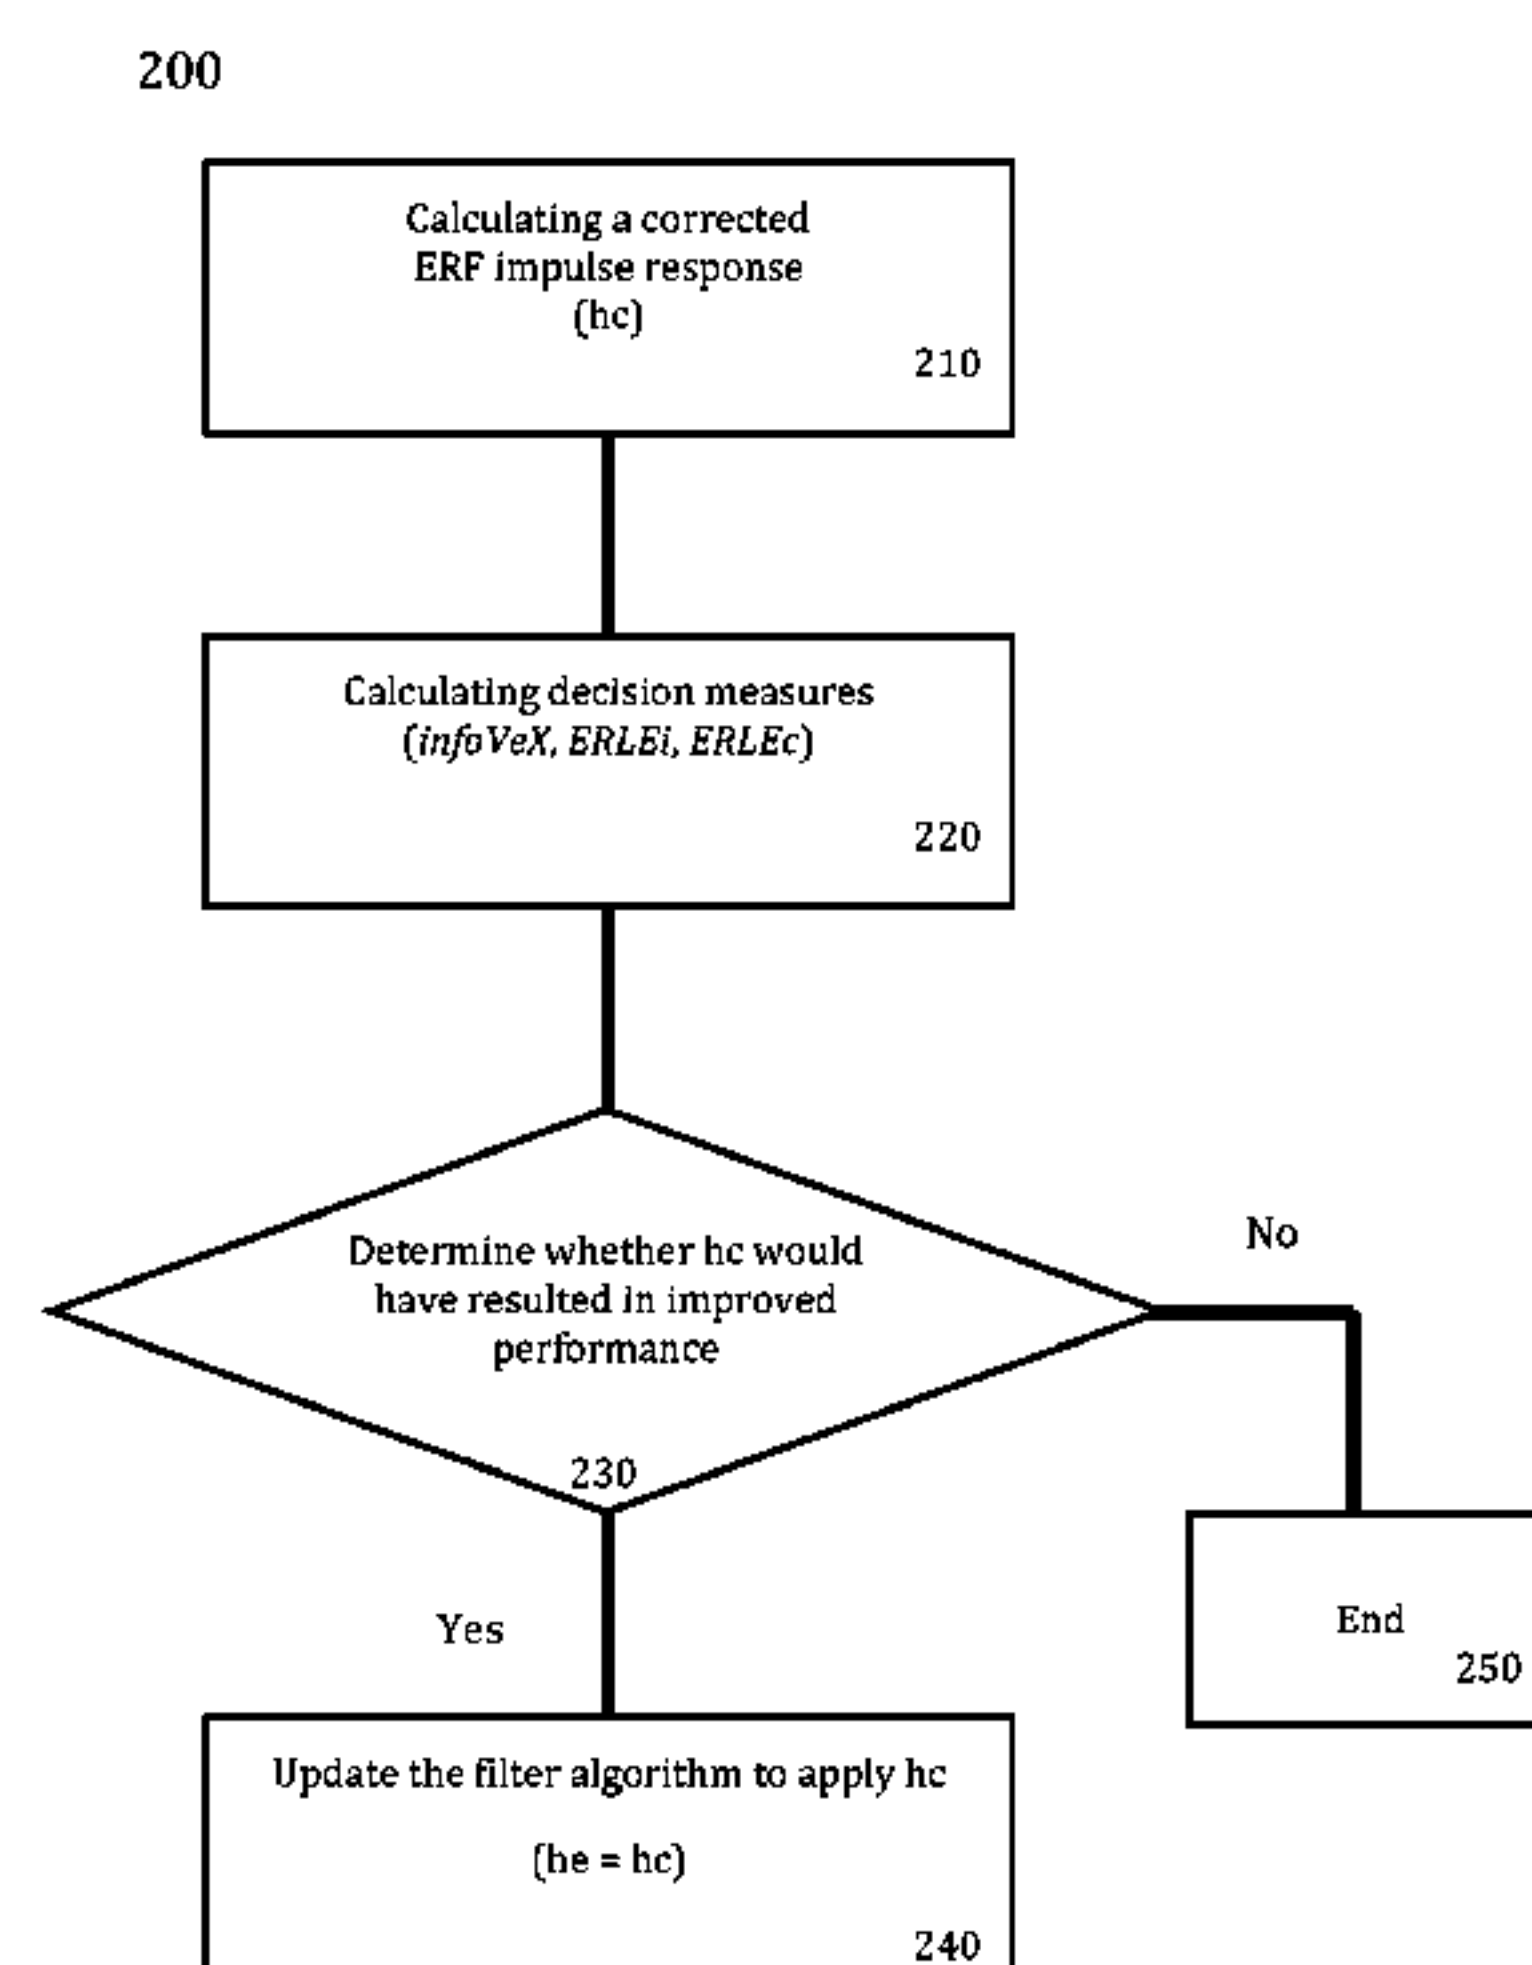 200
Calculating a corrected
ERF impulse response
(hc)
210
Calculating decision measures
(infoVeX, ERLEi, ERLEc)
220
Determine whether hc would
have resulted in improved
performance
230
No
Yes
End
250
Update the filter algorithm to apply hc
(he = hc)
240